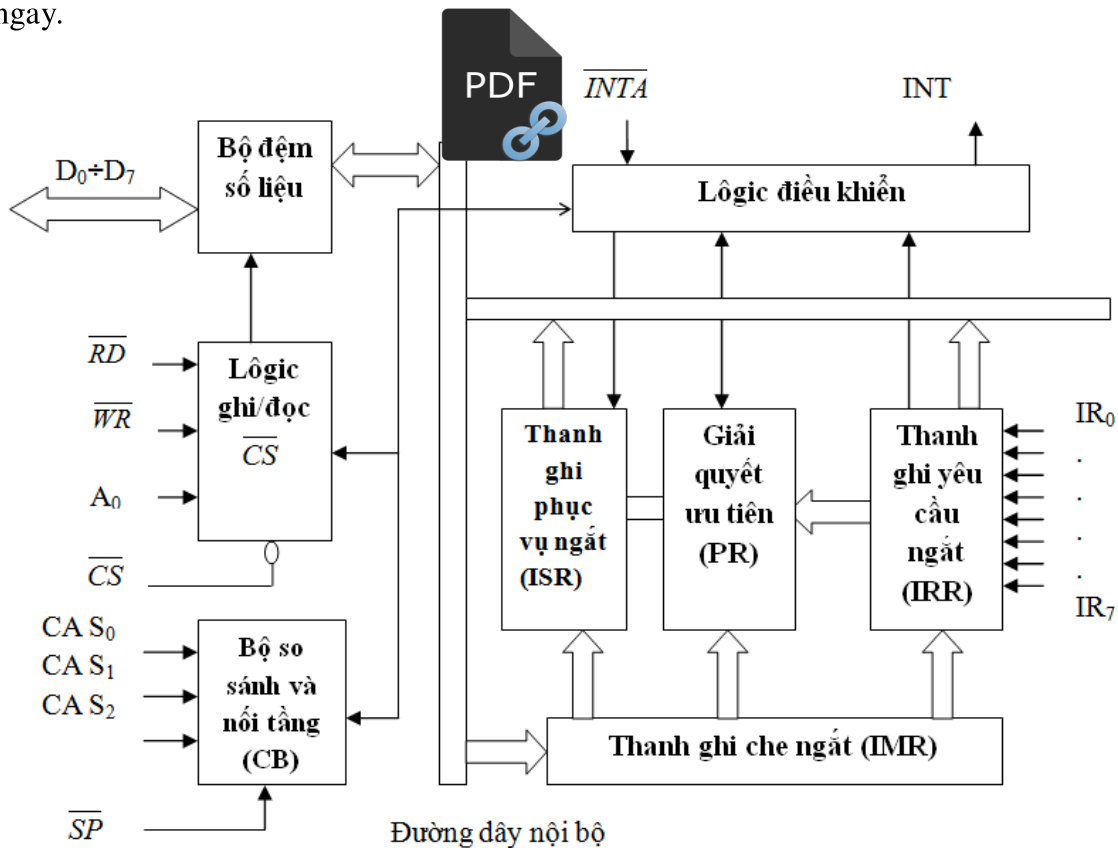 ngay.
PDF
INTA
INT
D0÷D7
Bộ đệm
số liệu
Lôgic điều khiển
RD
WR
A0
CS
Lôgic
ghi/đọc
CS
Thanh
ghi
phục
vụ ngắt
(ISR)
Giải
quyết
ưu tiên
(PR)
Thanh
ghi yêu
cầu
ngắt
(IRR)
IR0
.
.
.
.
IR7
CA S0
CA S1
CA S2
Bộ so
sánh và
nối tầng
(CB)
Thanh ghi che ngắt (IMR)
SP
Đường dây nội bộ